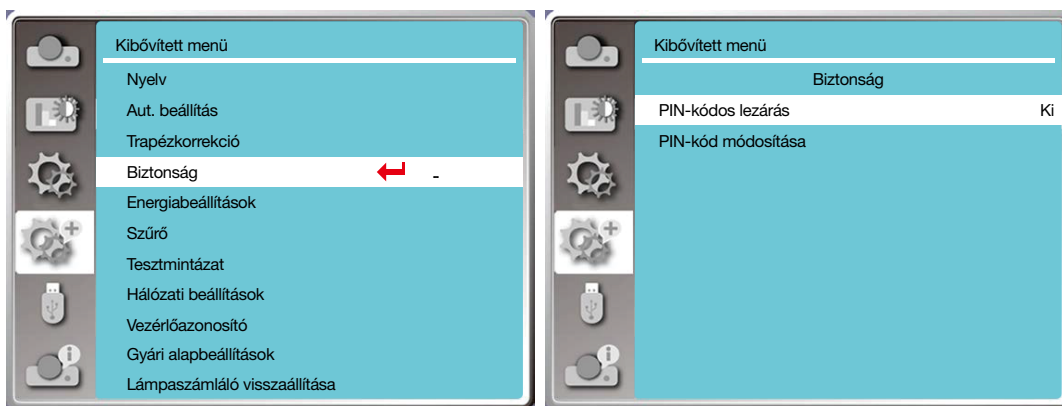 Kibővített menü
Nyelv
Aut. beállítás
Trapézkorrekció
Biztonság -
Energiabeállítások
Szűrő
Tesztmintázat
Hálózati beállítások
Vezérlőazonosító
Gyári alapbeállítások
Lámpaszámláló visszaállítása
Kibővített menü
Biztonság
PIN-kódos lezárás Ki
PIN-kód módosítása